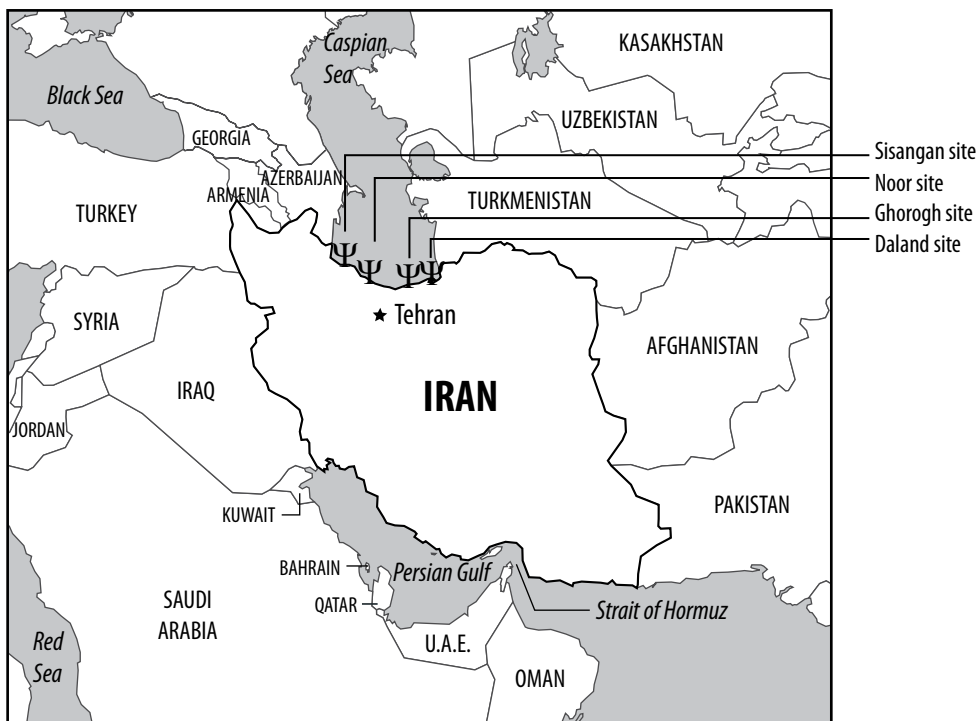 Caspian
Sea
KASAKHSTAN
Black Sea
UZBEKISTAN
GEORGIA
Sisangan site
AZERBAIJAN
Noor site
ARMENIA
TURKMENISTAN
TURKEY
Ghorogh site
Daland site
Ψ
Ψ
Ψ
Ψ
★ Tehran
SYRIA
AFGHANISTAN
IRAQ
IRAN
JORDAN
PAKISTAN
KUWAIT
BAHRAIN
Persian Gulf
QATAR
Strait of Hormuz
SAUDI
ARABIA
U.A.E.
Red
Sea
OMAN